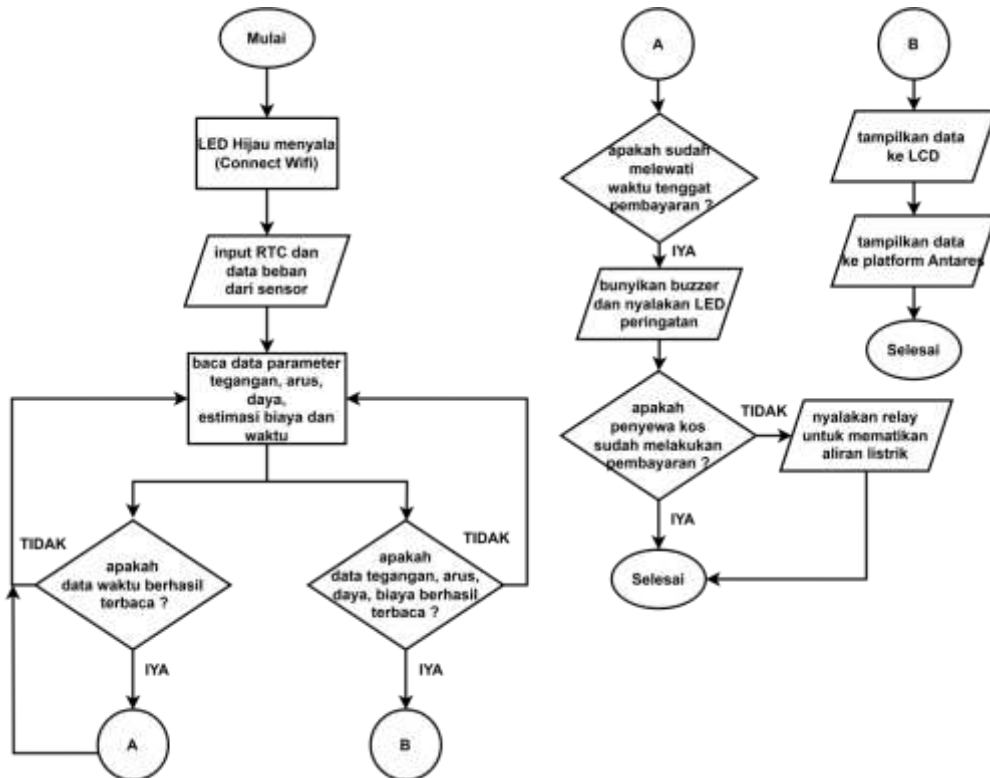 Mulai
LED Hijau menyala
(Connect Wifi)
input RTC dan
data beban
dari sensor
baca data parameter
tegangan, arus,
daya,
estimasi biaya dan
waktu
TIDAK
apakah
data waktu berhasil
terbaca ?
IYA
A
TIDAK
apakah
data tegangan, arus,
daya, biaya berhasil
terbaca ?
IYA
B
A
apakah sudah
melewati
waktu tenggat
pembayaran ?
IYA
bunyikan buzzer
dan nyalakan LED
peringatan
apakah
penyewa kos
sudah melakukan
pembayaran ?
TIDAK
nyalakan relay
untuk mematikan
aliran listrik
IYA
Selesai
B
tampilkan data
ke LCD
tampilkan data
ke platform Antares
Selesai